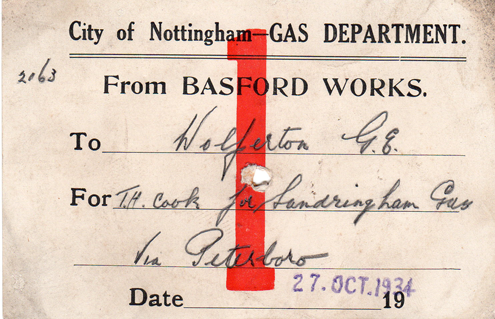 City of Nottingham—GAS DEPARTMENT.
2063
From BASFORD WORKS.
To Wolferton G.E.
For T.H. Cook for Sandringham Gas
Via Peterboro
27. OCT. 1934
Date 19